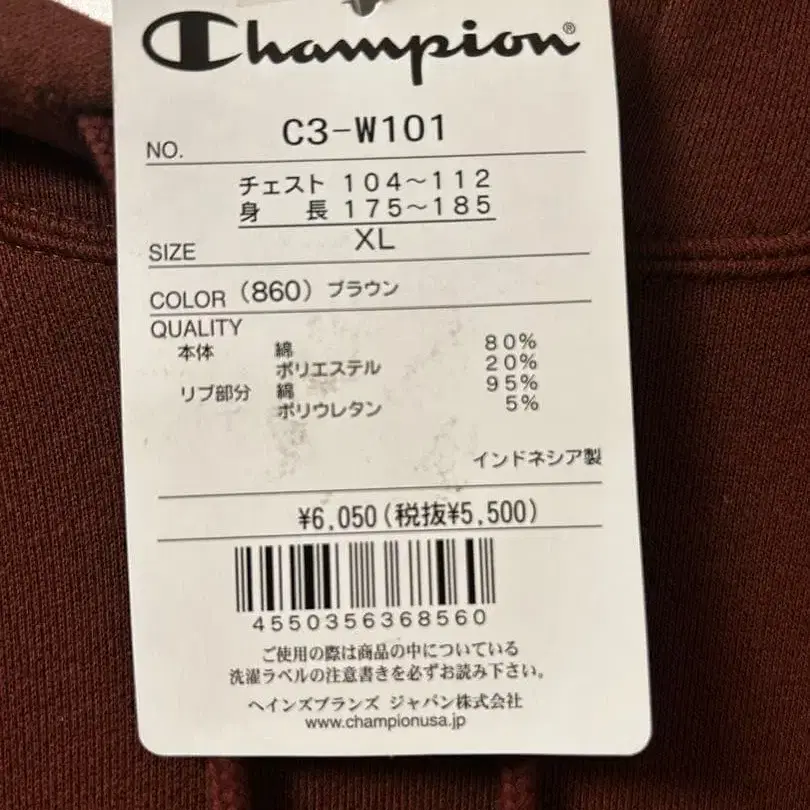 Champion®
NO. C3-W101
チェスト 104～112
身 長 175～185
SIZE XL
COLOR (860) ブラウン
QUALITY
本体 綿 80%
ポリエステル 20%
リブ部分 綿 95%
ポリウレタン 5%
インドネシア製
¥6,050(税抜¥5,500)
4550356368560
ご使用の際は商品の中についている
洗濯ラベルの注意書きを必ずお読み下さい。
ヘインズブランズ ジャパン株式会社
www.championusa.jp